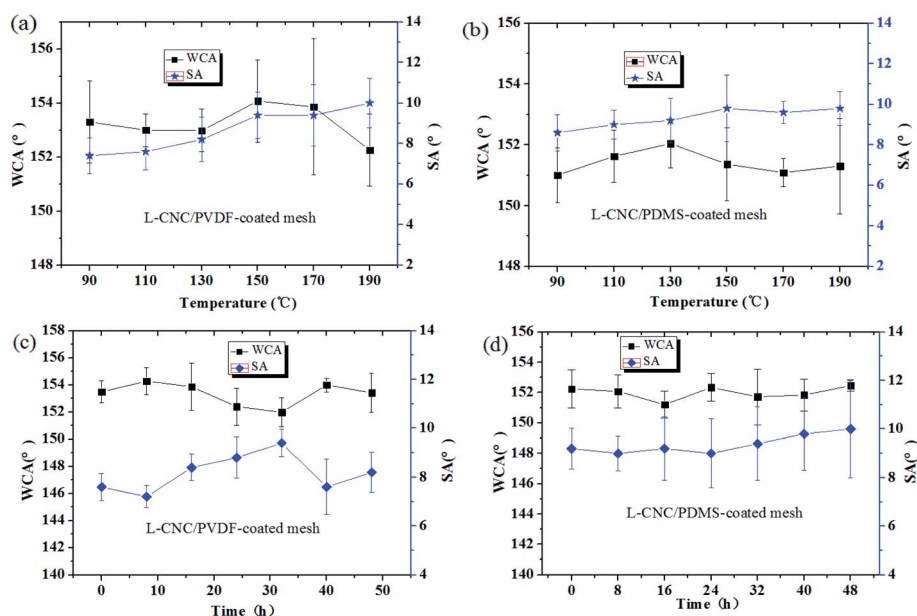 (a)
WCA
SA
WCA (°)
SA (°)
156
154
152
150
148
14
12
10
8
6
4
2
L-CNC/PVDF-coated mesh
90 110 130 150 170 190
Temperature (℃)
(b)
WCA
SA
WCA (°)
SA (°)
156
154
152
150
148
14
12
10
8
6
4
2
L-CNC/PDMS-coated mesh
90 110 130 150 170 190
Temperature (℃)
(c)
WCA
SA
WCA(°)
SA(°)
158
156
154
152
150
148
146
144
142
140
14
12
10
8
6
4
L-CNC/PVDF-coated mesh
0 10 20 30 40 50
Time (h)
(d)
WCA
SA
WCA(°)
SA(°)
156
154
152
150
148
146
144
142
140
14
12
10
8
6
4
L-CNC/PDMS-coated mesh
0 8 16 24 32 40 48
Time (h)